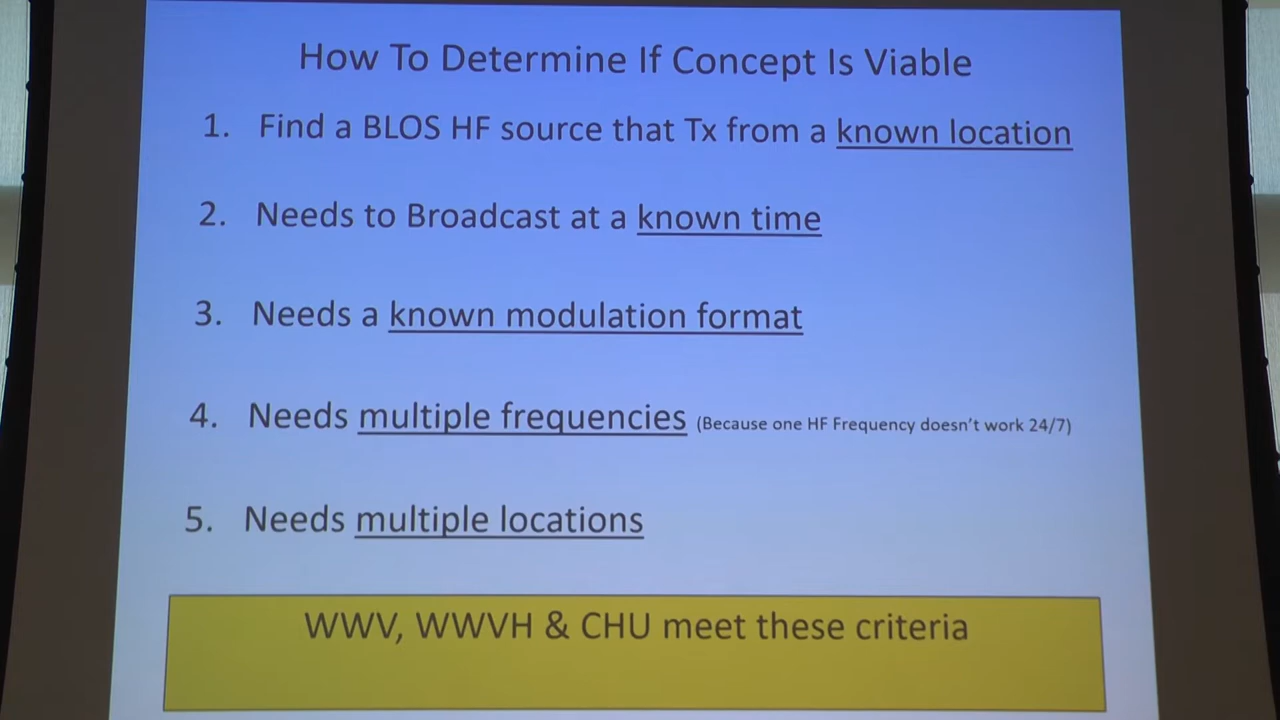 How To Determine If Concept Is Viable
1. Find a BLOS HF source that Tx from a known location
2. Needs to Broadcast at a known time
3. Needs a known modulation format
4. Needs multiple frequencies (Because one HF Frequency doesn't work 24/7)
5. Needs multiple locations
WWV, WWVH & CHU meet these criteria